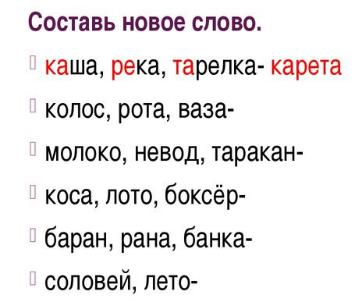 Составь новое слово.
каша, река, тарелка- карета
колос, рота, ваза-
молоко, невод, таракан-
коса, лото, боксёр-
баран, рана, банка-
соловей, лето-